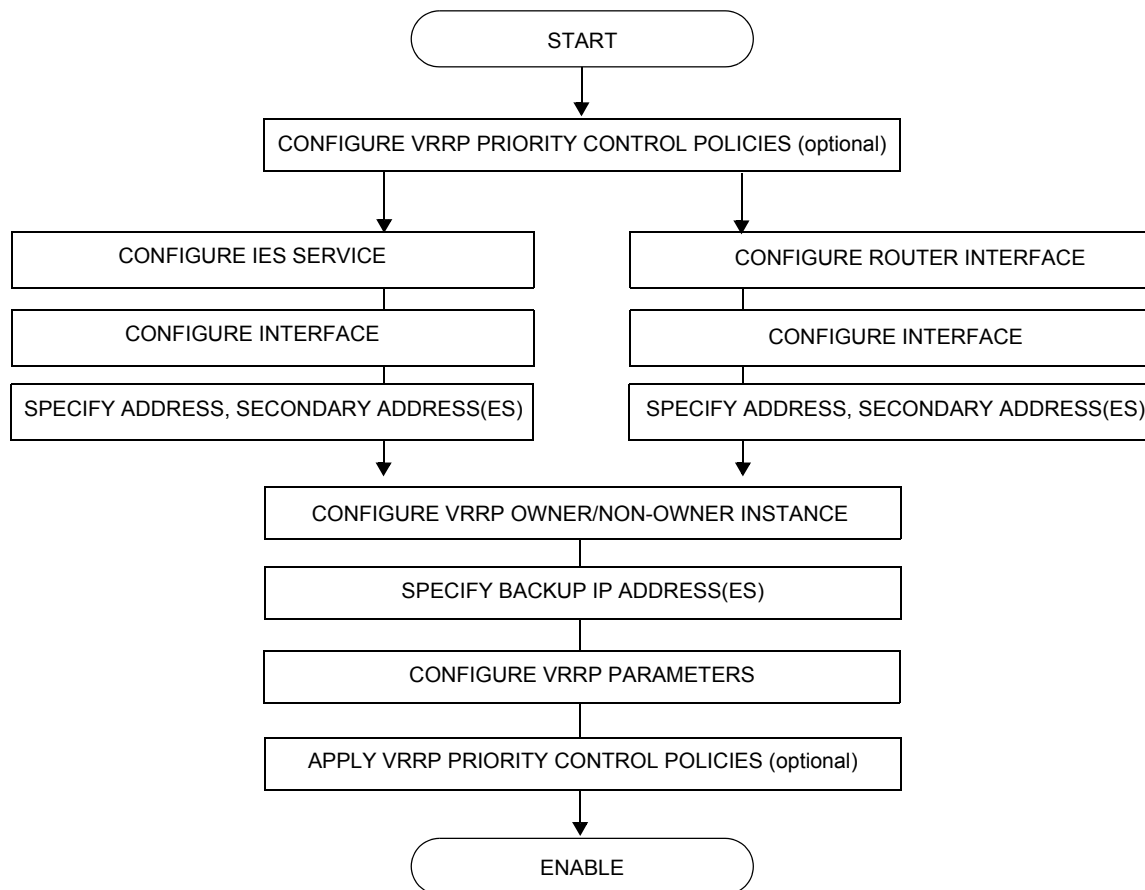 START
CONFIGURE VRRP PRIORITY CONTROL POLICIES (optional)
CONFIGURE IES SERVICE
CONFIGURE INTERFACE
SPECIFY ADDRESS, SECONDARY ADDRESS(ES)
CONFIGURE ROUTER INTERFACE
CONFIGURE INTERFACE
SPECIFY ADDRESS, SECONDARY ADDRESS(ES)
CONFIGURE VRRP OWNER/NON-OWNER INSTANCE
SPECIFY BACKUP IP ADDRESS(ES)
CONFIGURE VRRP PARAMETERS
APPLY VRRP PRIORITY CONTROL POLICIES (optional)
ENABLE